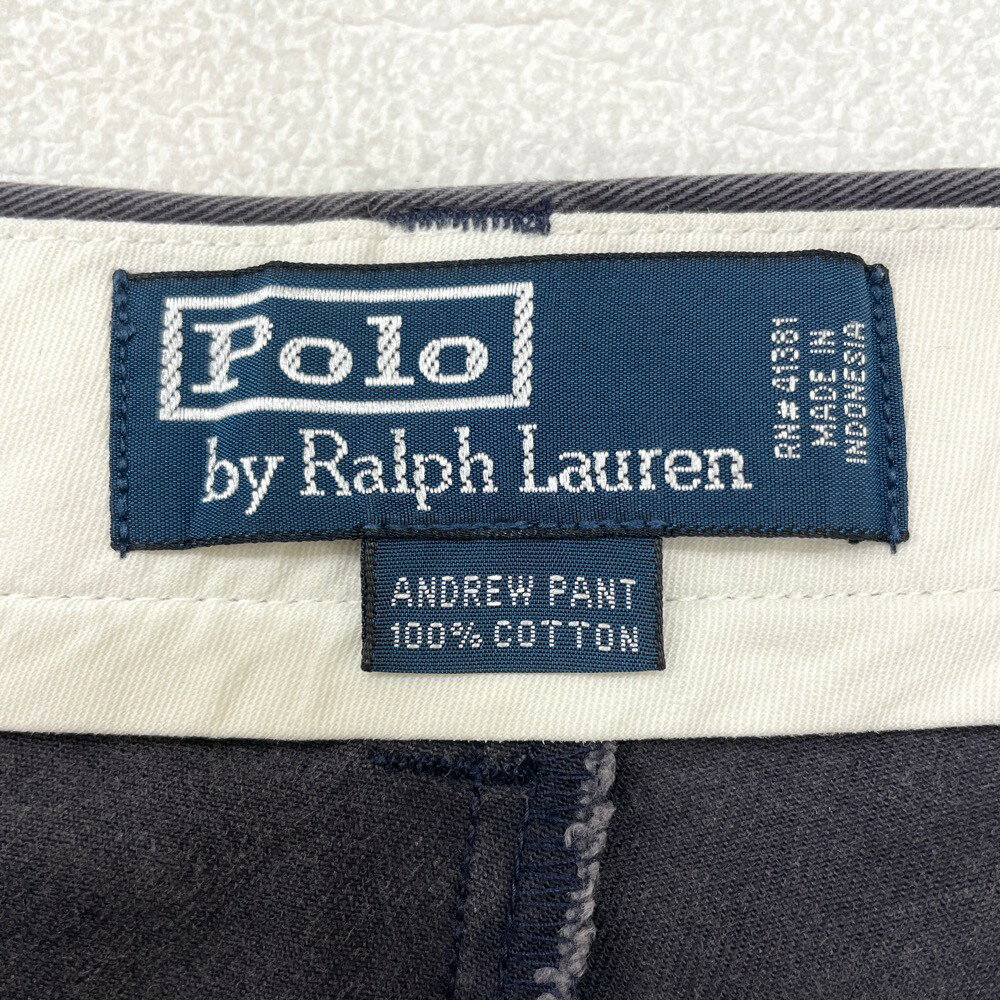 Polo
by Ralph Lauren
RN# 41381
MADE IN
INDONESIA
ANDREW PANT
100% COTTON